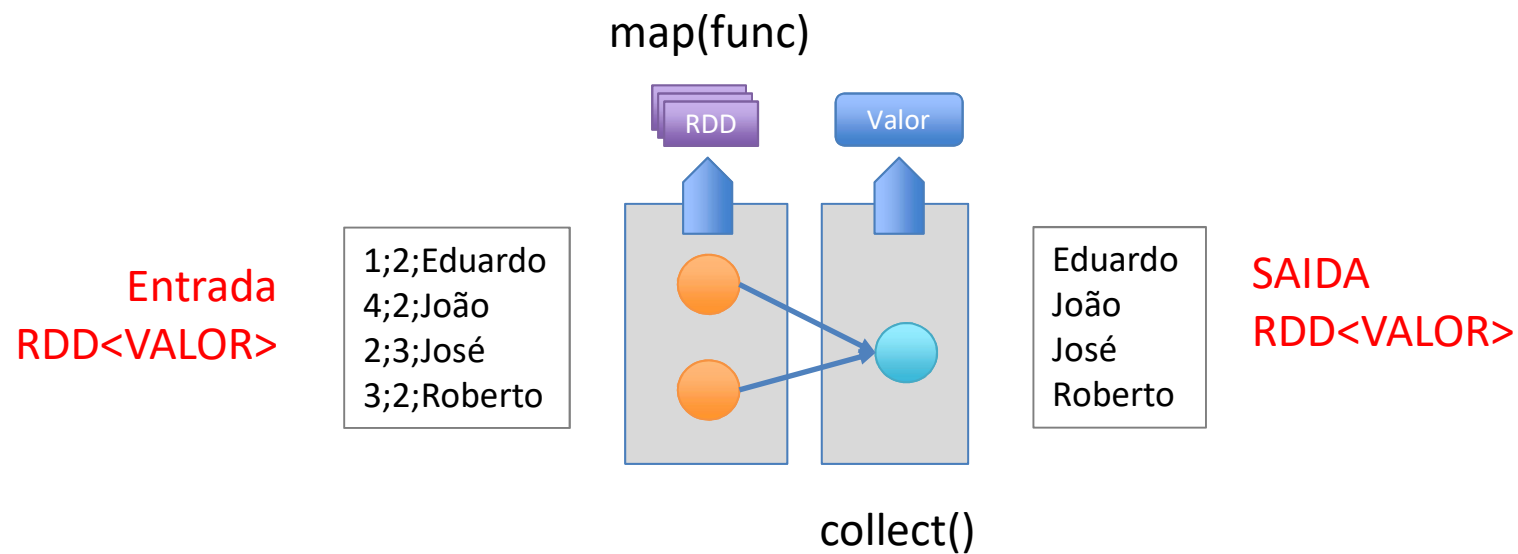 map(func)
RDD
Valor
Entrada
RDD<VALOR>
1;2;Eduardo
4;2;João
2;3;José
3;2;Roberto
Eduardo
João
José
Roberto
SAIDA
RDD<VALOR>
collect()